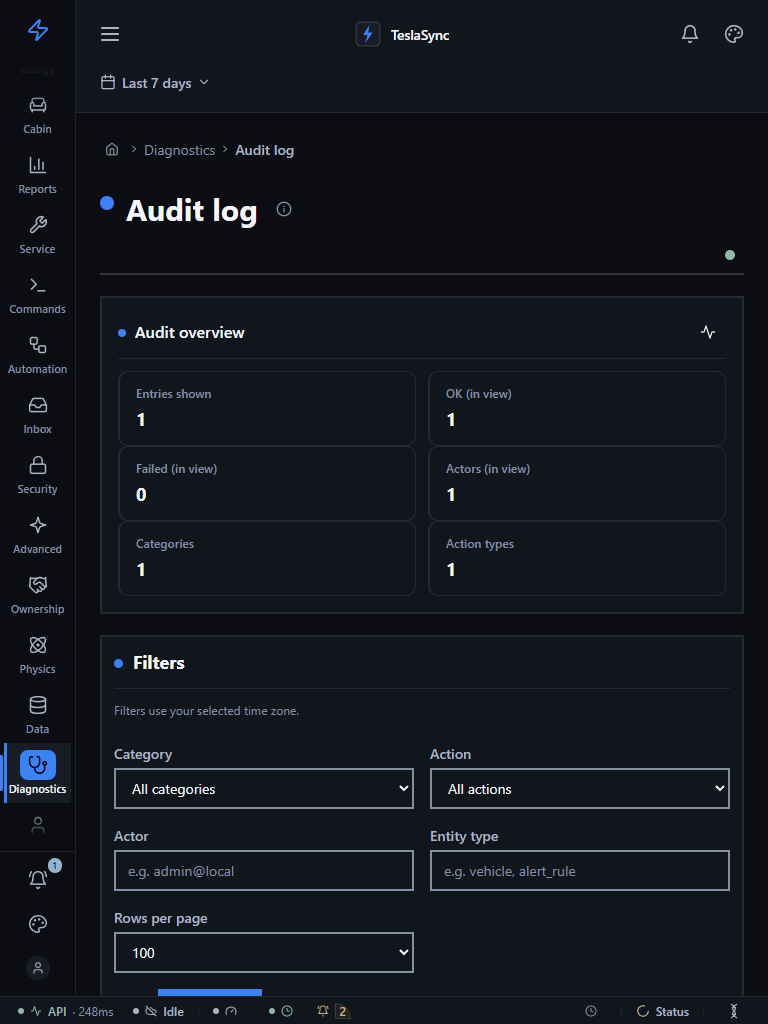 TeslaSync
Last 7 days
Energy
Cabin
Reports
Service
Commands
Automation
Inbox
Security
Advanced
Ownership
Physics
Data
Diagnostics
1
Diagnostics
Audit log
Audit log
Audit overview
Entries shown
1
OK (in view)
1
Failed (in view)
0
Actors (in view)
1
Categories
1
Action types
1
Filters
Filters use your selected time zone.
Category
Action
All categories
All actions
Actor
Entity type
e.g. admin@local
e.g. vehicle, alert_rule
Rows per page
100
API · 248ms
Idle
2
Status